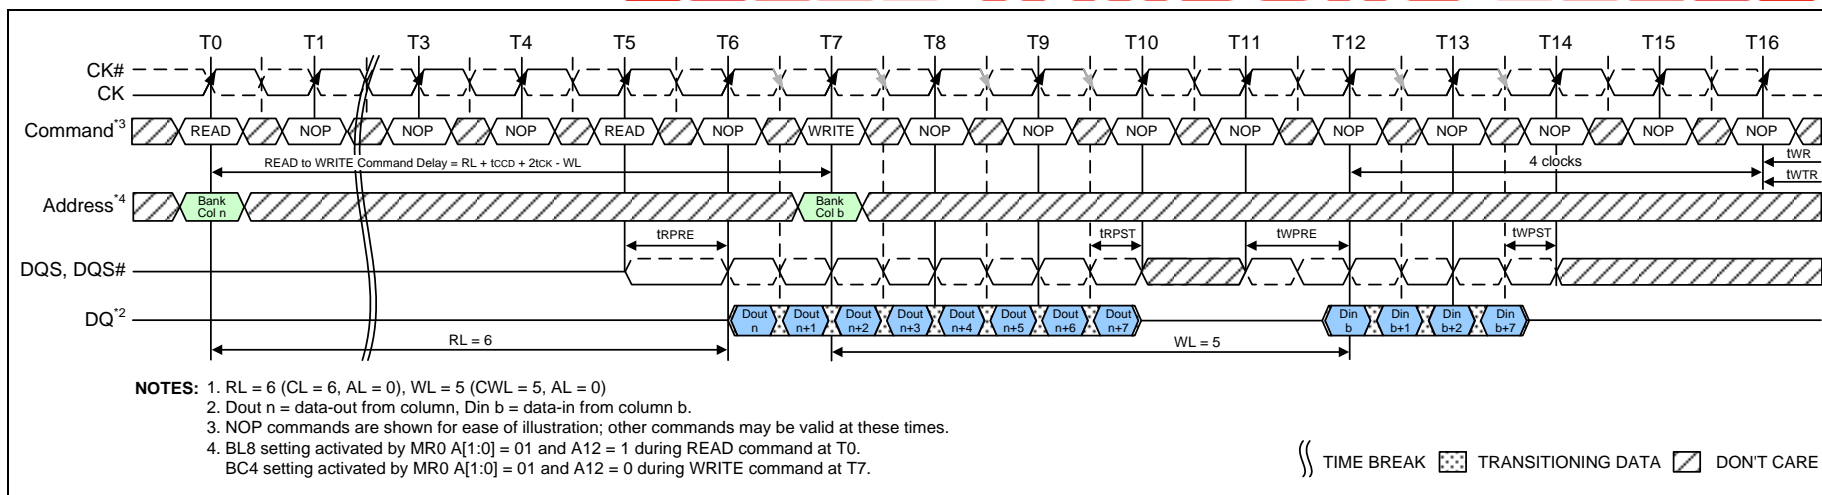 T0 T1 T3 T4 T5 T6 T7 T8 T9 T10 T11 T12 T13 T14 T15 T16
CK#
CK
Command*3 READ NOP NOP NOP READ NOP WRITE NOP NOP NOP NOP NOP NOP NOP NOP NOP
READ to WRITE Command Delay = RL + tCCD + 2tCK - WL 4 clocks tWR
tWTR
Address*4 Bank Col n Bank Col b
tRPRE tRPST tWPRE tWPST
DQS, DQS#
DQ*2 Dout n Dout n+1 Dout n+2 Dout n+3 Dout n+4 Dout n+5 Dout n+6 Dout n+7 Din b Din b+1 Din b+2 Din b+7
RL = 6 WL = 5
NOTES: 1. RL = 6 (CL = 6, AL = 0), WL = 5 (CWL = 5, AL = 0)
2. Dout n = data-out from column, Din b = data-in from column b.
3. NOP commands are shown for ease of illustration; other commands may be valid at these times.
4. BL8 setting activated by MR0 A[1:0] = 01 and A12 = 1 during READ command at T0.
BC4 setting activated by MR0 A[1:0] = 01 and A12 = 0 during WRITE command at T7.
TIME BREAK TRANSITIONING DATA DON'T CARE